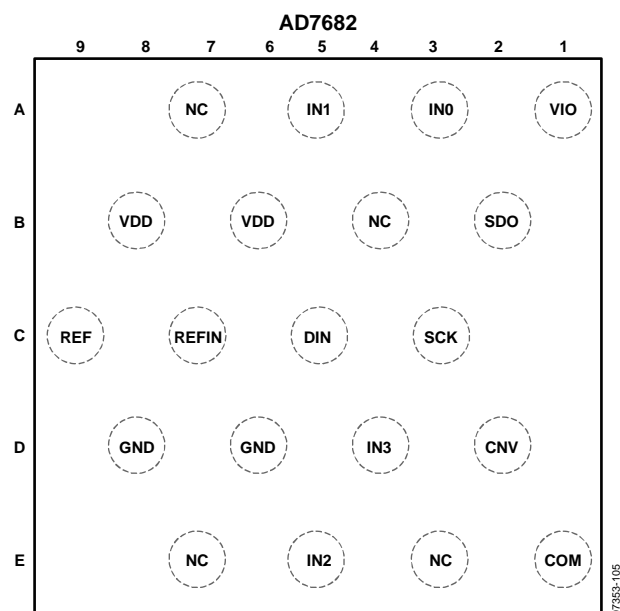 AD7682
9 8 7 6 5 4 3 2 1
A NC IN1 IN0 VIO
B VDD VDD NC SDO
C REF REFIN DIN SCK
D GND GND IN3 CNV
E NC IN2 NC COM
7353-105